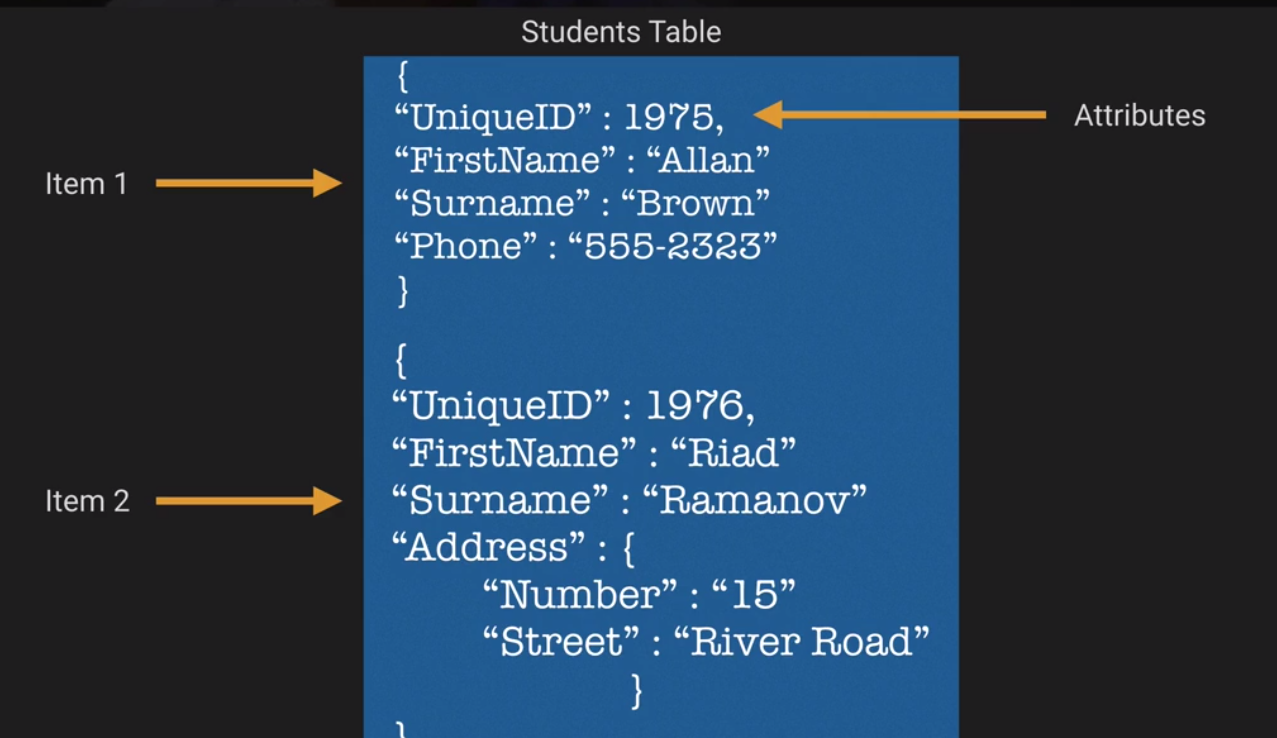 Students Table
{
“UniqueID” : 1975,
Attributes
“FirstName” : “Allan”
Item 1
“Surname” : “Brown”
“Phone” : “555-2323”
}
{
“UniqueID” : 1976,
“FirstName” : “Riad”
Item 2
“Surname” : “Ramanov”
“Address” : {
“Number” : “15”
“Street” : “River Road”
}
}